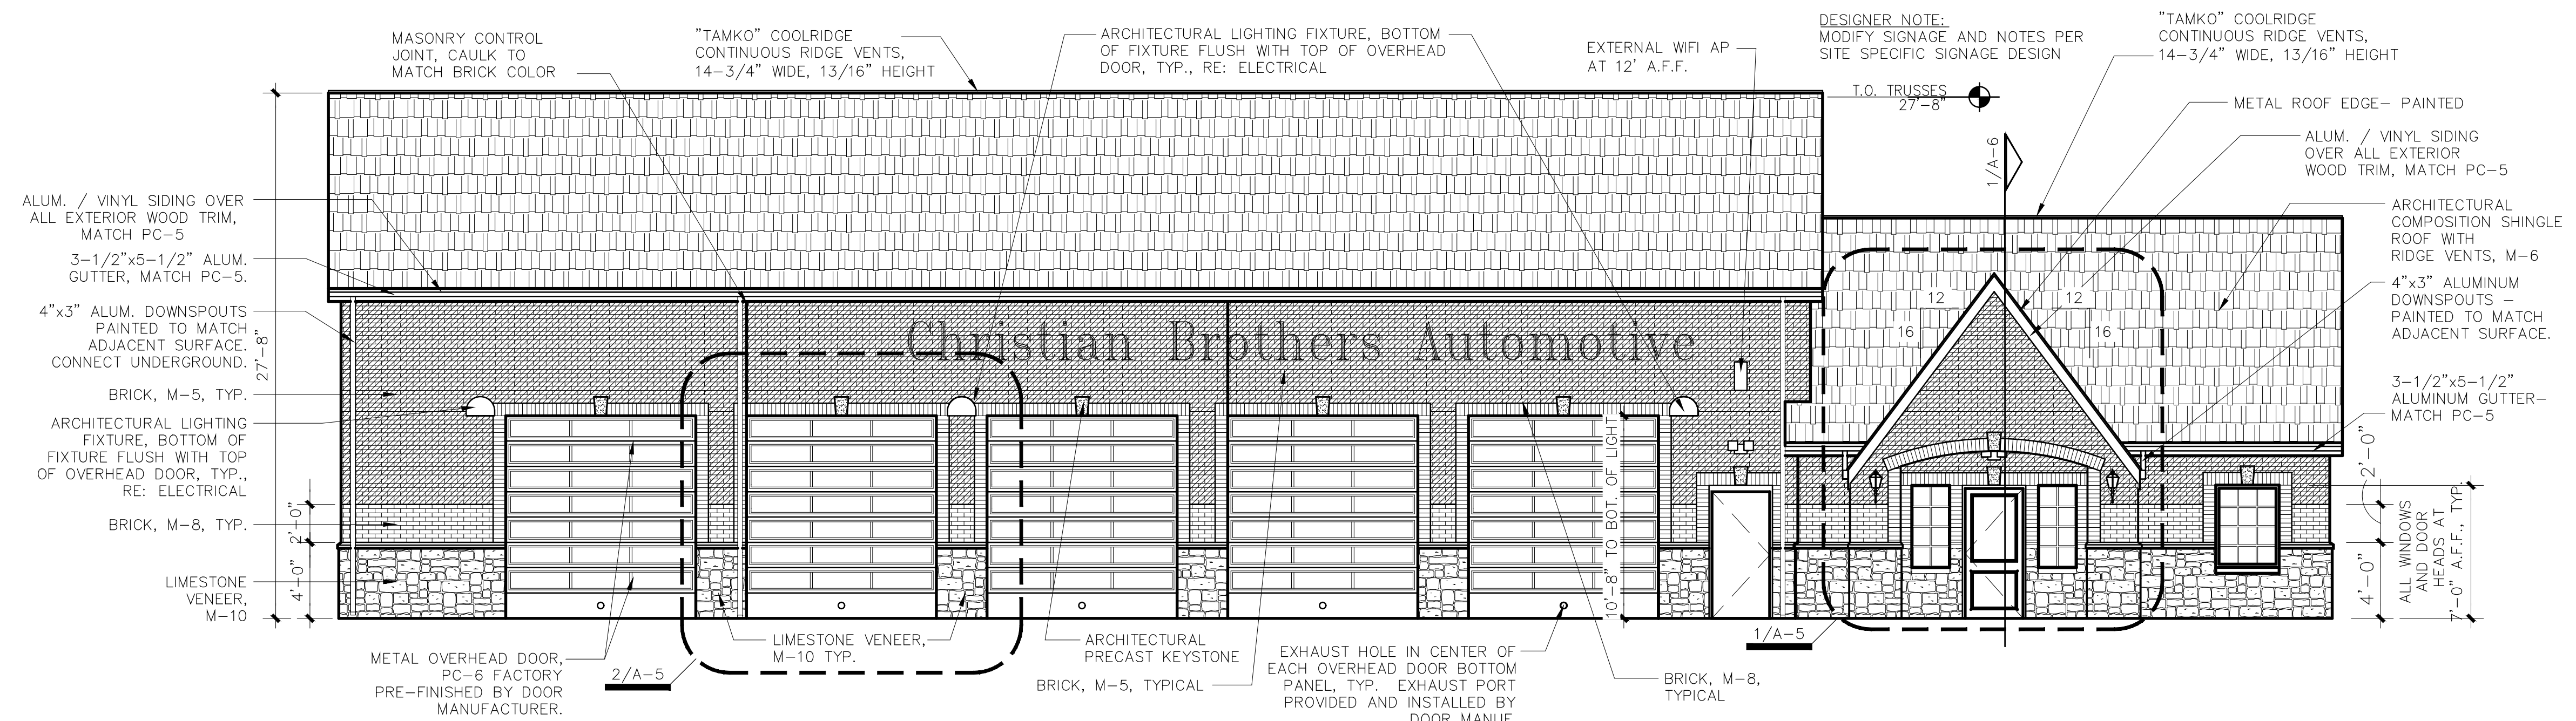 MASONRY CONTROL
JOINT, CAULK TO
MATCH BRICK COLOR
"TAMKO" COOLRIDGE
CONTINUOUS RIDGE VENTS,
14-3/4" WIDE, 13/16" HEIGHT
ARCHITECTURAL LIGHTING FIXTURE, BOTTOM
OF FIXTURE FLUSH WITH TOP OF OVERHEAD
DOOR, TYP., RE: ELECTRICAL
EXTERNAL WIFI AP
AT 12' A.F.F.
DESIGNER NOTE:
MODIFY SIGNAGE AND NOTES PER
SITE SPECIFIC SIGNAGE DESIGN
"TAMKO" COOLRIDGE
CONTINUOUS RIDGE VENTS,
14-3/4" WIDE, 13/16" HEIGHT
T.O. TRUSSES
27'-8"
METAL ROOF EDGE- PAINTED
ALUM. / VINYL SIDING
OVER ALL EXTERIOR
WOOD TRIM, MATCH PC-5
1/A-6
ARCHITECTURAL
COMPOSITION SHINGLE
ROOF WITH
RIDGE VENTS, M-6
4"x3" ALUMINUM
DOWNSPOUTS -
PAINTED TO MATCH
ADJACENT SURFACE.
3-1/2"x5-1/2"
ALUMINUM GUTTER-
MATCH PC-5
ALUM. / VINYL SIDING OVER
ALL EXTERIOR WOOD TRIM,
MATCH PC-5
3-1/2"x5-1/2" ALUM.
GUTTER, MATCH PC-5.
4"x3" ALUM. DOWNSPOUTS
PAINTED TO MATCH
ADJACENT SURFACE.
CONNECT UNDERGROUND.
27'-8"
BRICK, M-5, TYP.
ARCHITECTURAL LIGHTING
FIXTURE, BOTTOM OF
FIXTURE FLUSH WITH TOP
OF OVERHEAD DOOR, TYP.,
RE: ELECTRICAL
BRICK, M-8, TYP.
2'-0"
LIMESTONE
VENEER,
M-10
4'-0"
Christian Brothers Automotive
12
12
16
16
10'-8" TO BOT. OF LIGHT
2'-0"
4'-0"
ALL WINDOWS
AND DOOR
HEADS AT
7'-0" A.F.F., TYP.
METAL OVERHEAD DOOR,
PC-6 FACTORY
PRE-FINISHED BY DOOR
MANUFACTURER.
2/A-5
LIMESTONE VENEER,
M-10 TYP.
ARCHITECTURAL
PRECAST KEYSTONE
BRICK, M-5, TYPICAL
EXHAUST HOLE IN CENTER OF
EACH OVERHEAD DOOR BOTTOM
PANEL, TYP. EXHAUST PORT
PROVIDED AND INSTALLED BY
DOOR MANUF.
BRICK, M-8,
TYPICAL
1/A-5